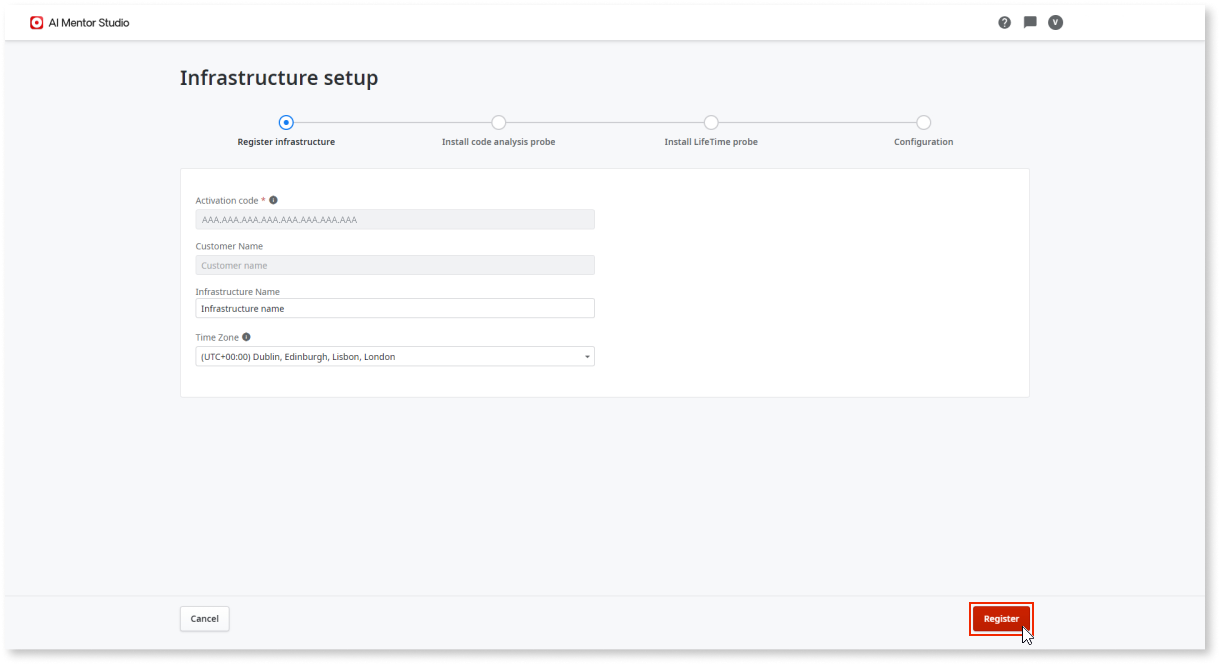 AI Mentor Studio
? V
Infrastructure setup
Register infrastructure Install code analysis probe Install LifeTime probe Configuration
Activation code * i
AAA.AAA.AAA.AAA.AAA.AAA.AAA.AAA
Customer Name
Customer name
Infrastructure Name
Infrastructure name
Time Zone i
(UTC+00:00) Dublin, Edinburgh, Lisbon, London
Cancel Register